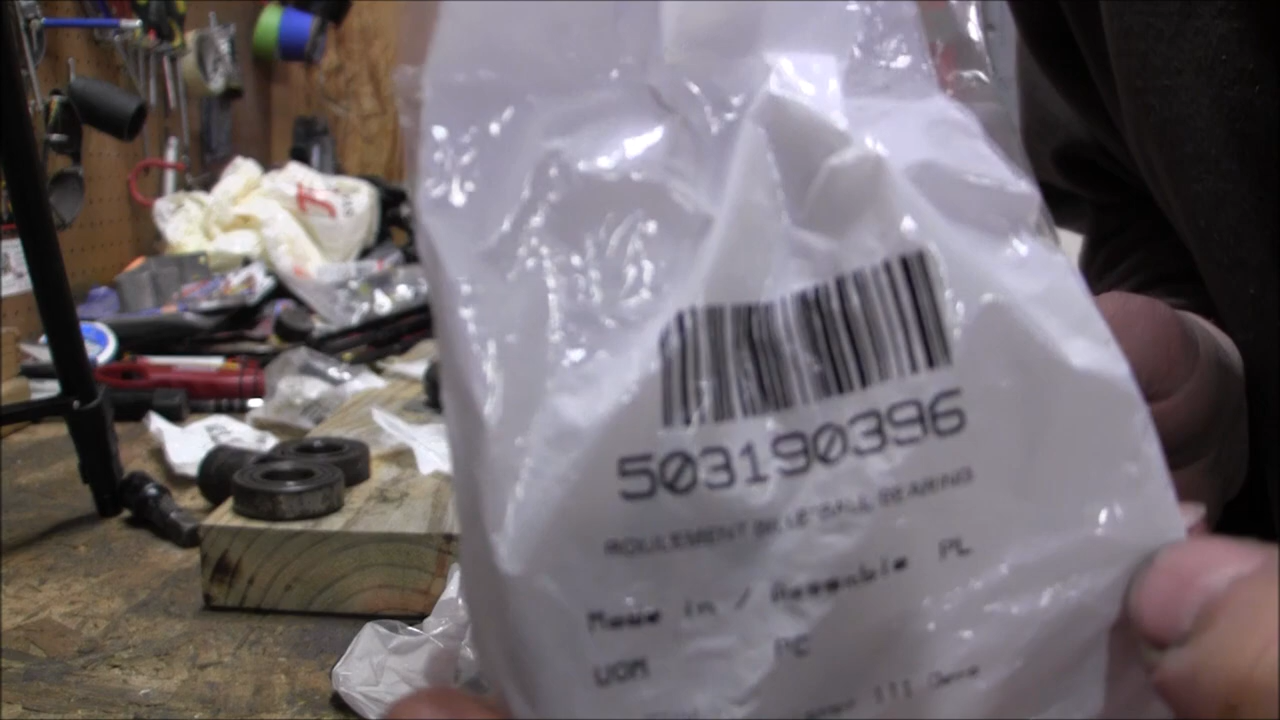 503190396
ROULEMENT BILLE-BALL BEARING
Made in / Assemble PL
UOM PC